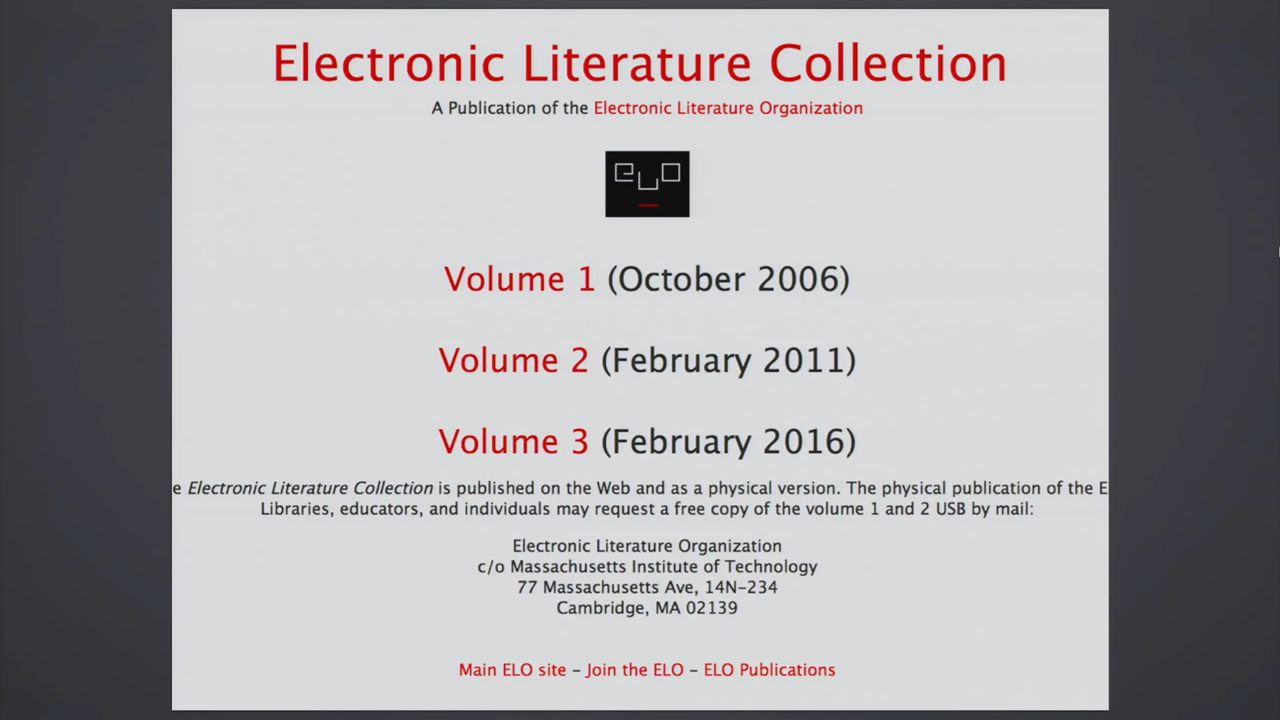 Electronic Literature Collection
A Publication of the Electronic Literature Organization
Volume 1 (October 2006)
Volume 2 (February 2011)
Volume 3 (February 2016)
e Electronic Literature Collection is published on the Web and as a physical version. The physical publication of the E
Libraries, educators, and individuals may request a free copy of the volume 1 and 2 USB by mail:
Electronic Literature Organization
c/o Massachusetts Institute of Technology
77 Massachusetts Ave, 14N-234
Cambridge, MA 02139
Main ELO site – Join the ELO – ELO Publications